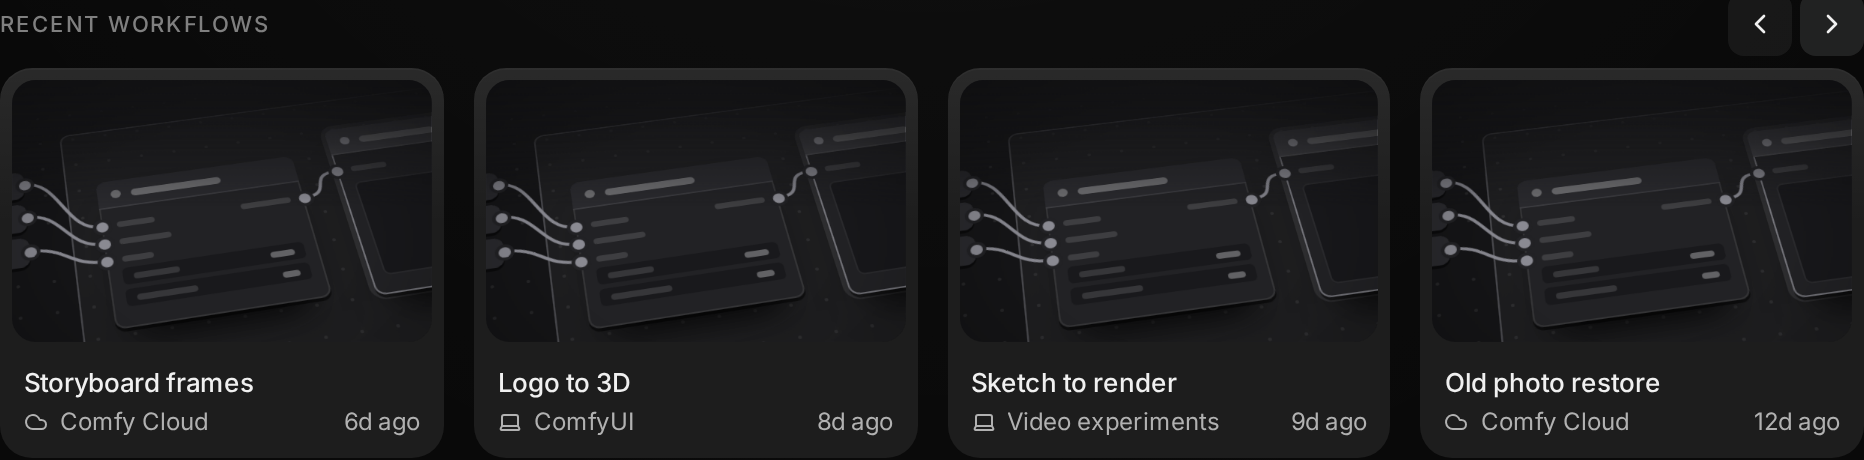 RECENT WORKFLOWS
Storyboard frames
Comfy Cloud 6d ago
Logo to 3D
ComfyUI 8d ago
Sketch to render
Video experiments 9d ago
Old photo restore
Comfy Cloud 12d ago